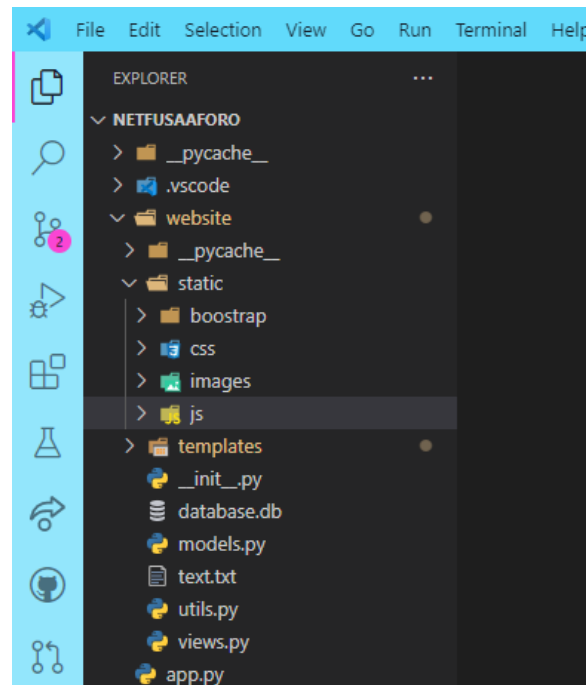 File Edit Selection View Go Run Terminal Help
EXPLORER
NETFUSAAFORO
__pycache__
.vscode
website
__pycache__
static
boostrap
css
images
js
templates
__init__.py
database.db
models.py
text.txt
utils.py
views.py
app.py
2